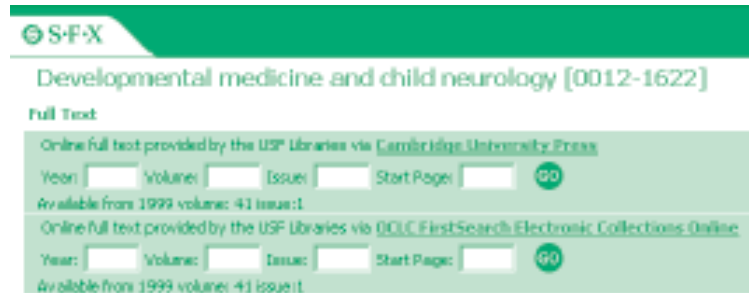 S·F·X
Developmental medicine and child neurology [0012-1622]
Full Text
Online full text provided by the USF Libraries via Cambridge University Press
Year: Volume: Issue: Start Page: GO
Available from 1999 volume: 41 issue:1
Online full text provided by the USF Libraries via OCLC FirstSearch Electronic Collections Online
Year: Volume: Issue: Start Page: GO
Available from 1999 volume: 41 issue:1